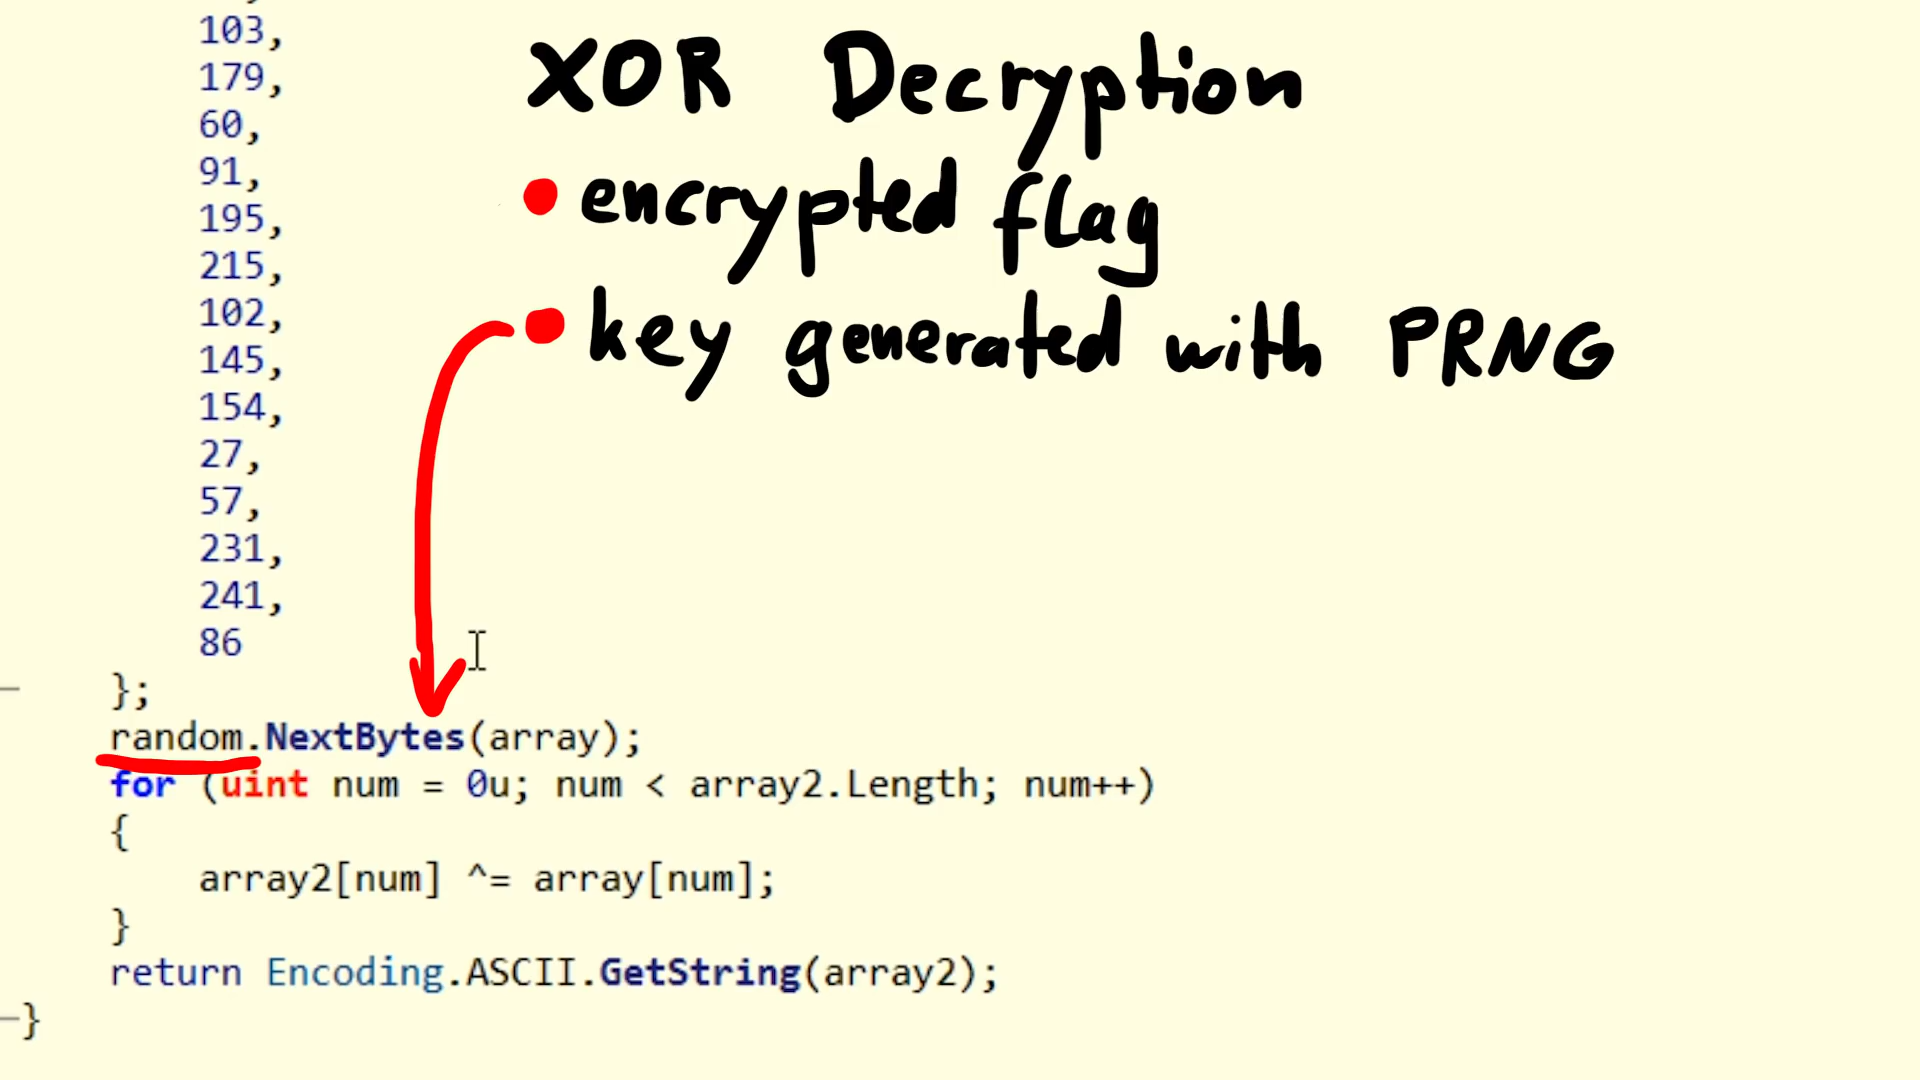 103,
179,
60,
91,
195,
215,
102,
145,
154,
27,
57,
231,
241,
86
};
random.NextBytes(array);
for (uint num = 0u; num < array2.Length; num++)
{
array2[num] ^= array[num];
}
return Encoding.ASCII.GetString(array2);
}
XOR Decryption
• encrypted flag
• key generated with PRNG